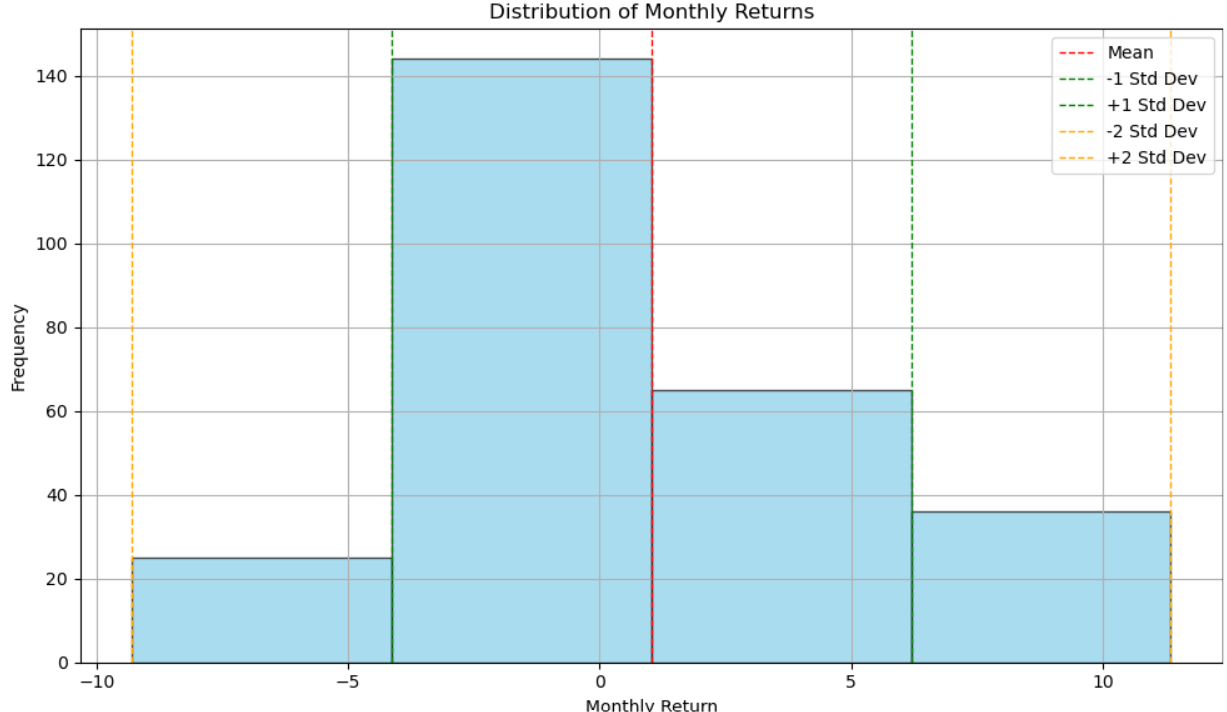 Distribution of Monthly Returns
Mean
-1 Std Dev
+1 Std Dev
-2 Std Dev
+2 Std Dev
140
120
100
80
60
40
20
0
Frequency
−10
−5
0
5
10
Monthly Return